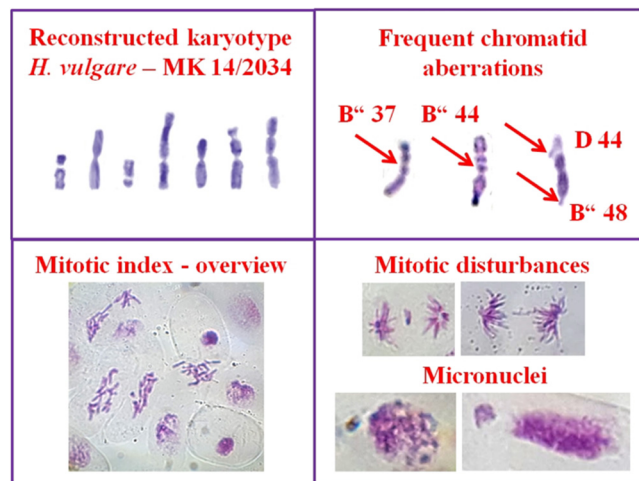 Reconstructed karyotype
H. vulgare – MK 14/2034
Frequent chromatid
aberrations
B“ 37
B“ 44
D 44
B“ 48
Mitotic index - overview
Mitotic disturbances
Micronuclei